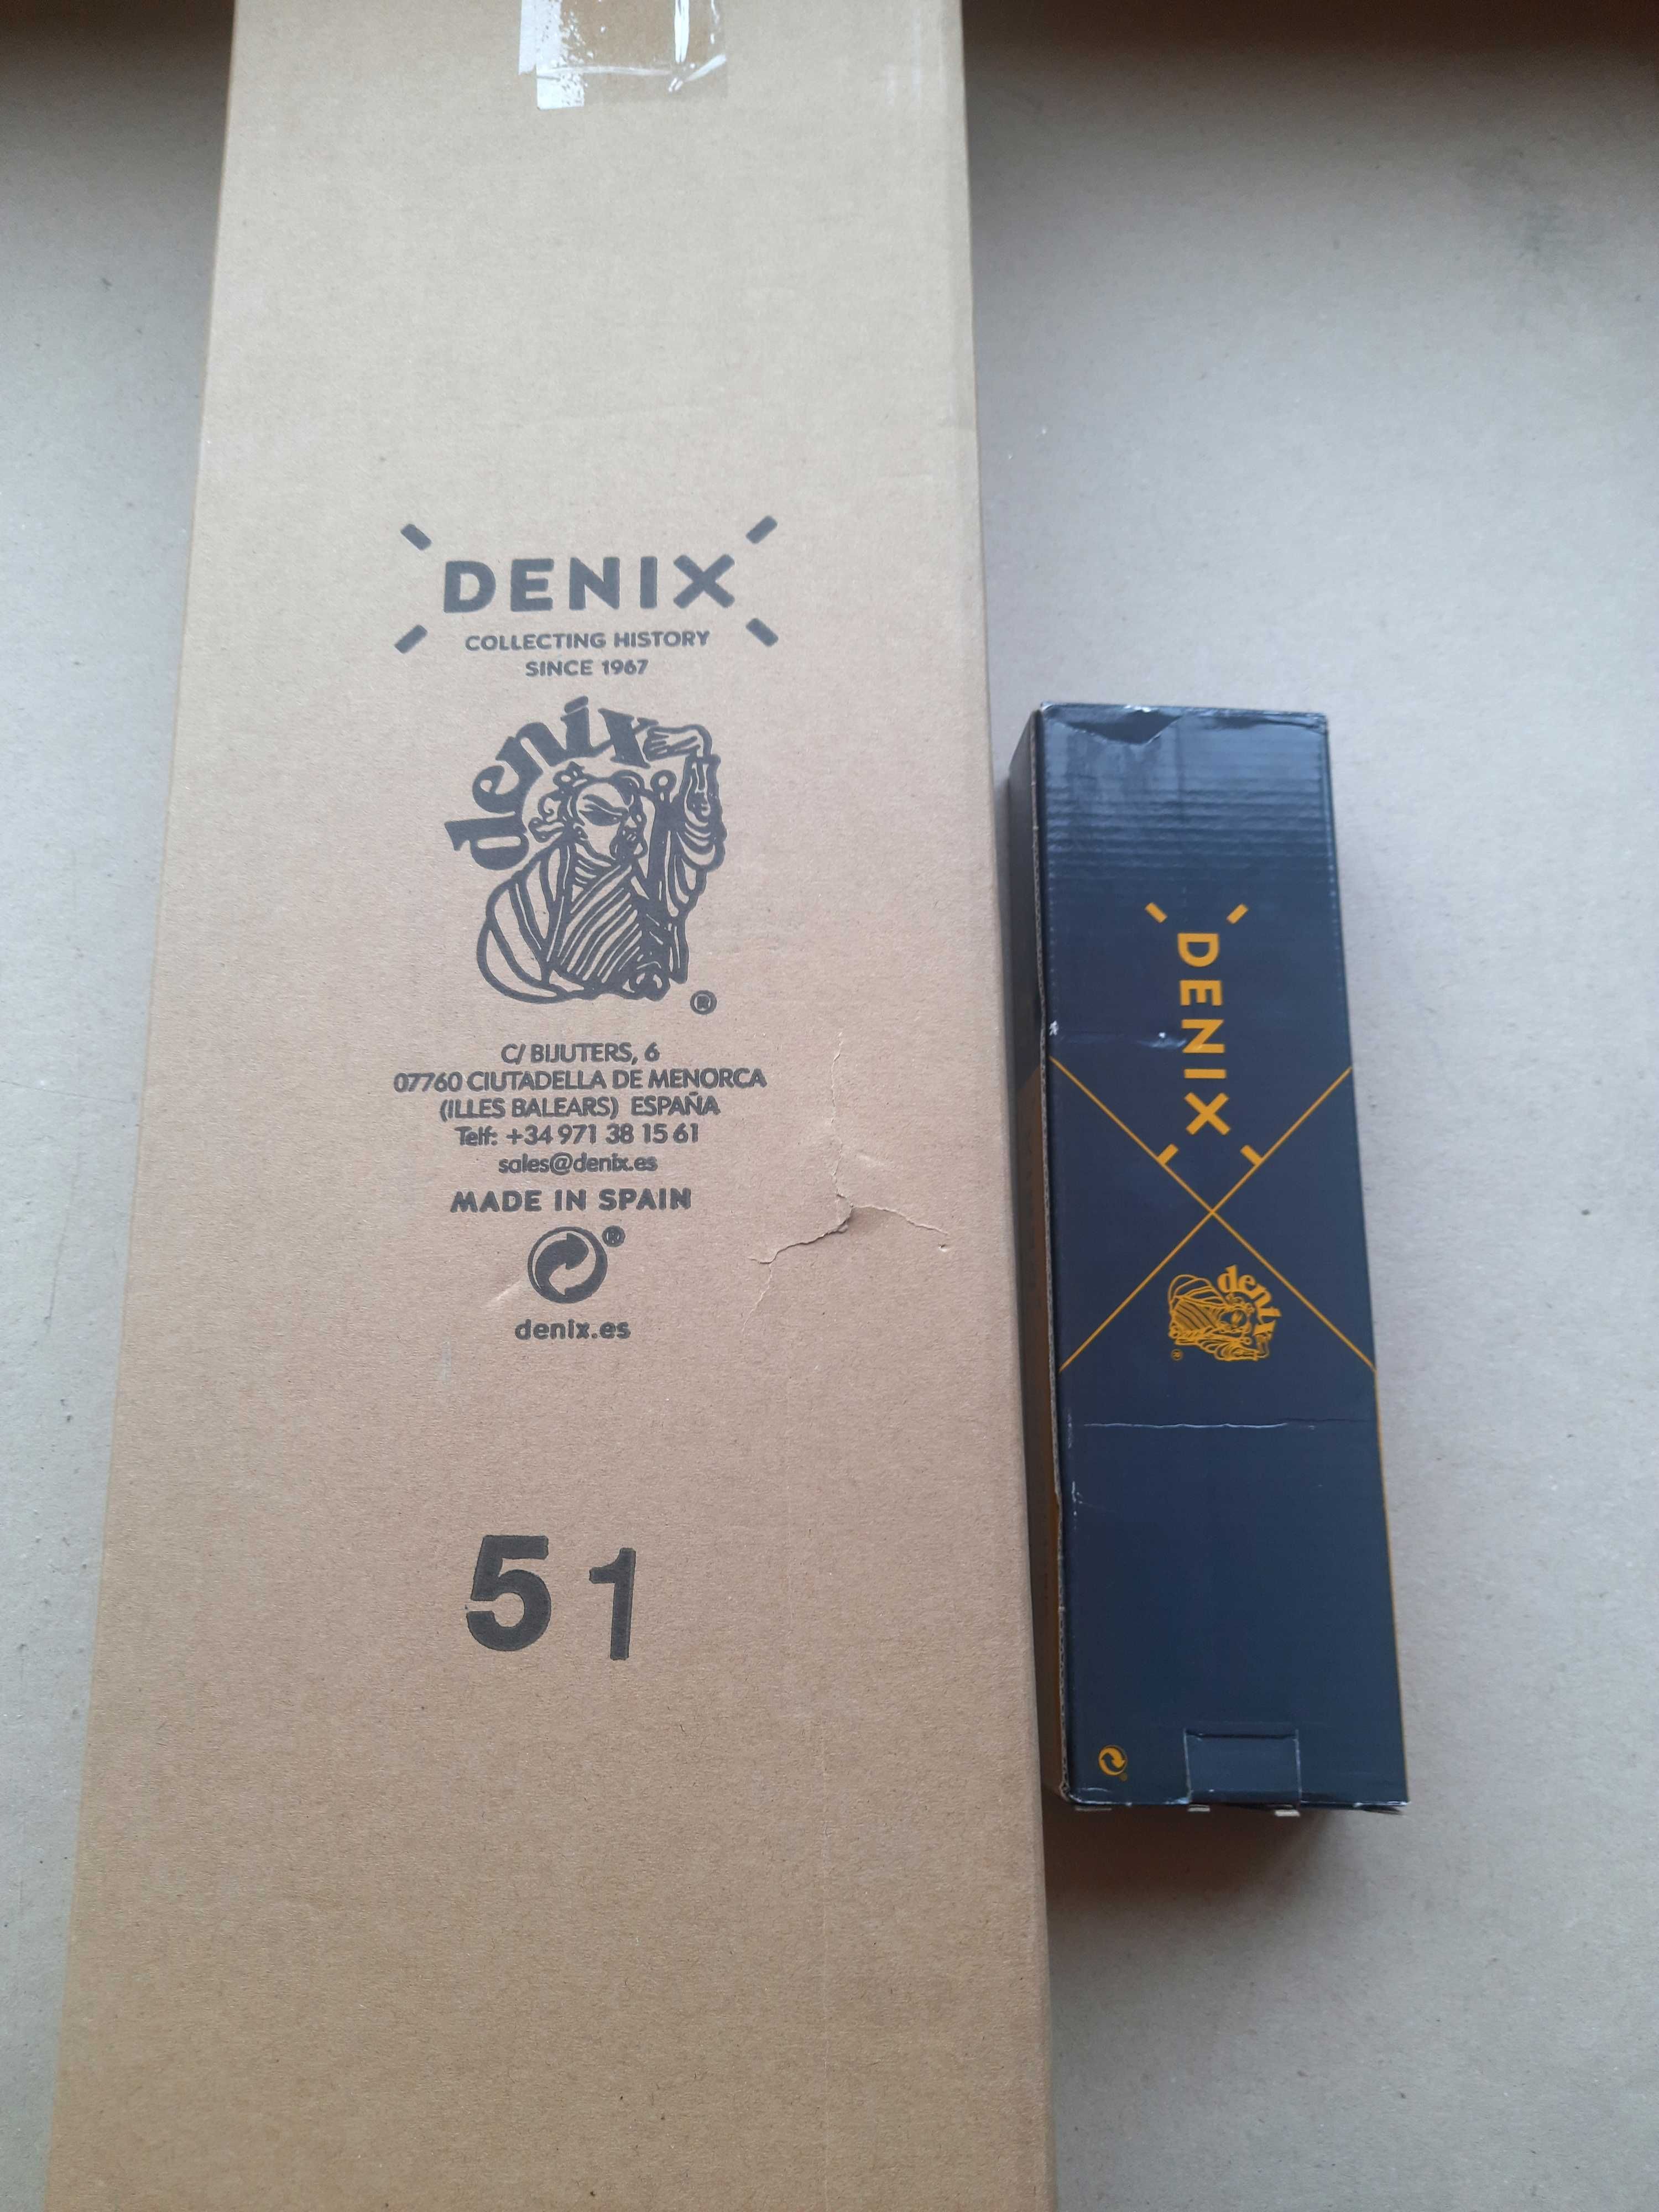 DENIX
COLLECTING HISTORY
SINCE 1967
denix
®
C/ BIJUTERS, 6
07760 CIUTADELLA DE MENORCA
(ILLES BALEARS) ESPAÑA
Telf: +34 971 38 15 61
sales@denix.es
MADE IN SPAIN
®
denix.es
51
DENIX
denix
®